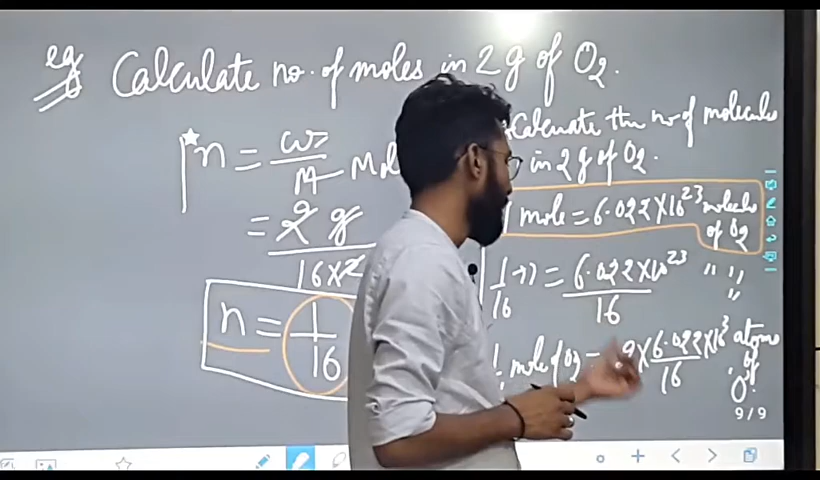 eg Calculate no. of moles in 2 g of O2.
n = w / M Mol
= 2 g / 16×2
n = 1 / 16
Calculate the no of molecules
in 2 g of O2.
1 mole = 6.022×10^23 molecules of O2
1/16 " = 6.022×10^23 / 16 " " "
mole of O2 = × 6.022 / 16 ×10^3 atoms of O.
9/9